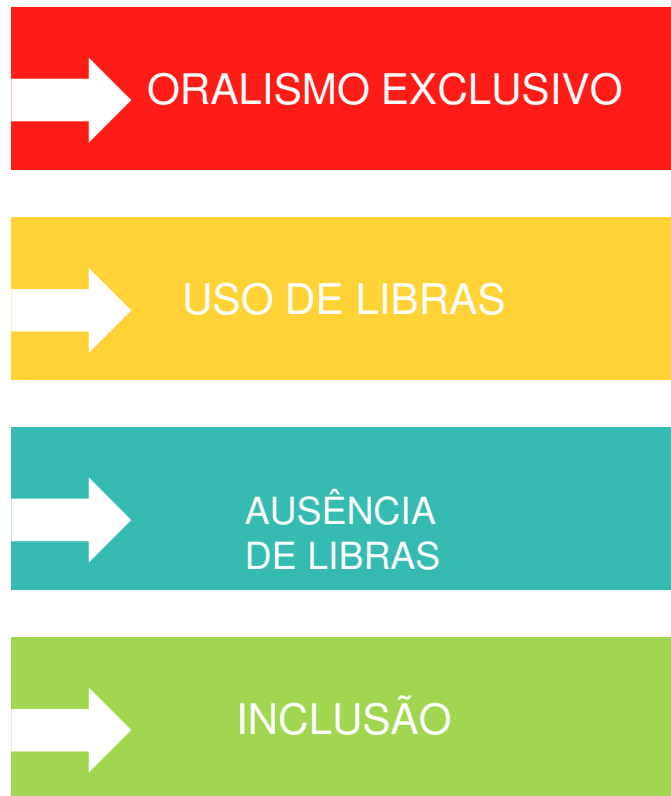 ORALISMO EXCLUSIVO
USO DE LIBRAS
AUSÊNCIA
DE LIBRAS
INCLUSÃO